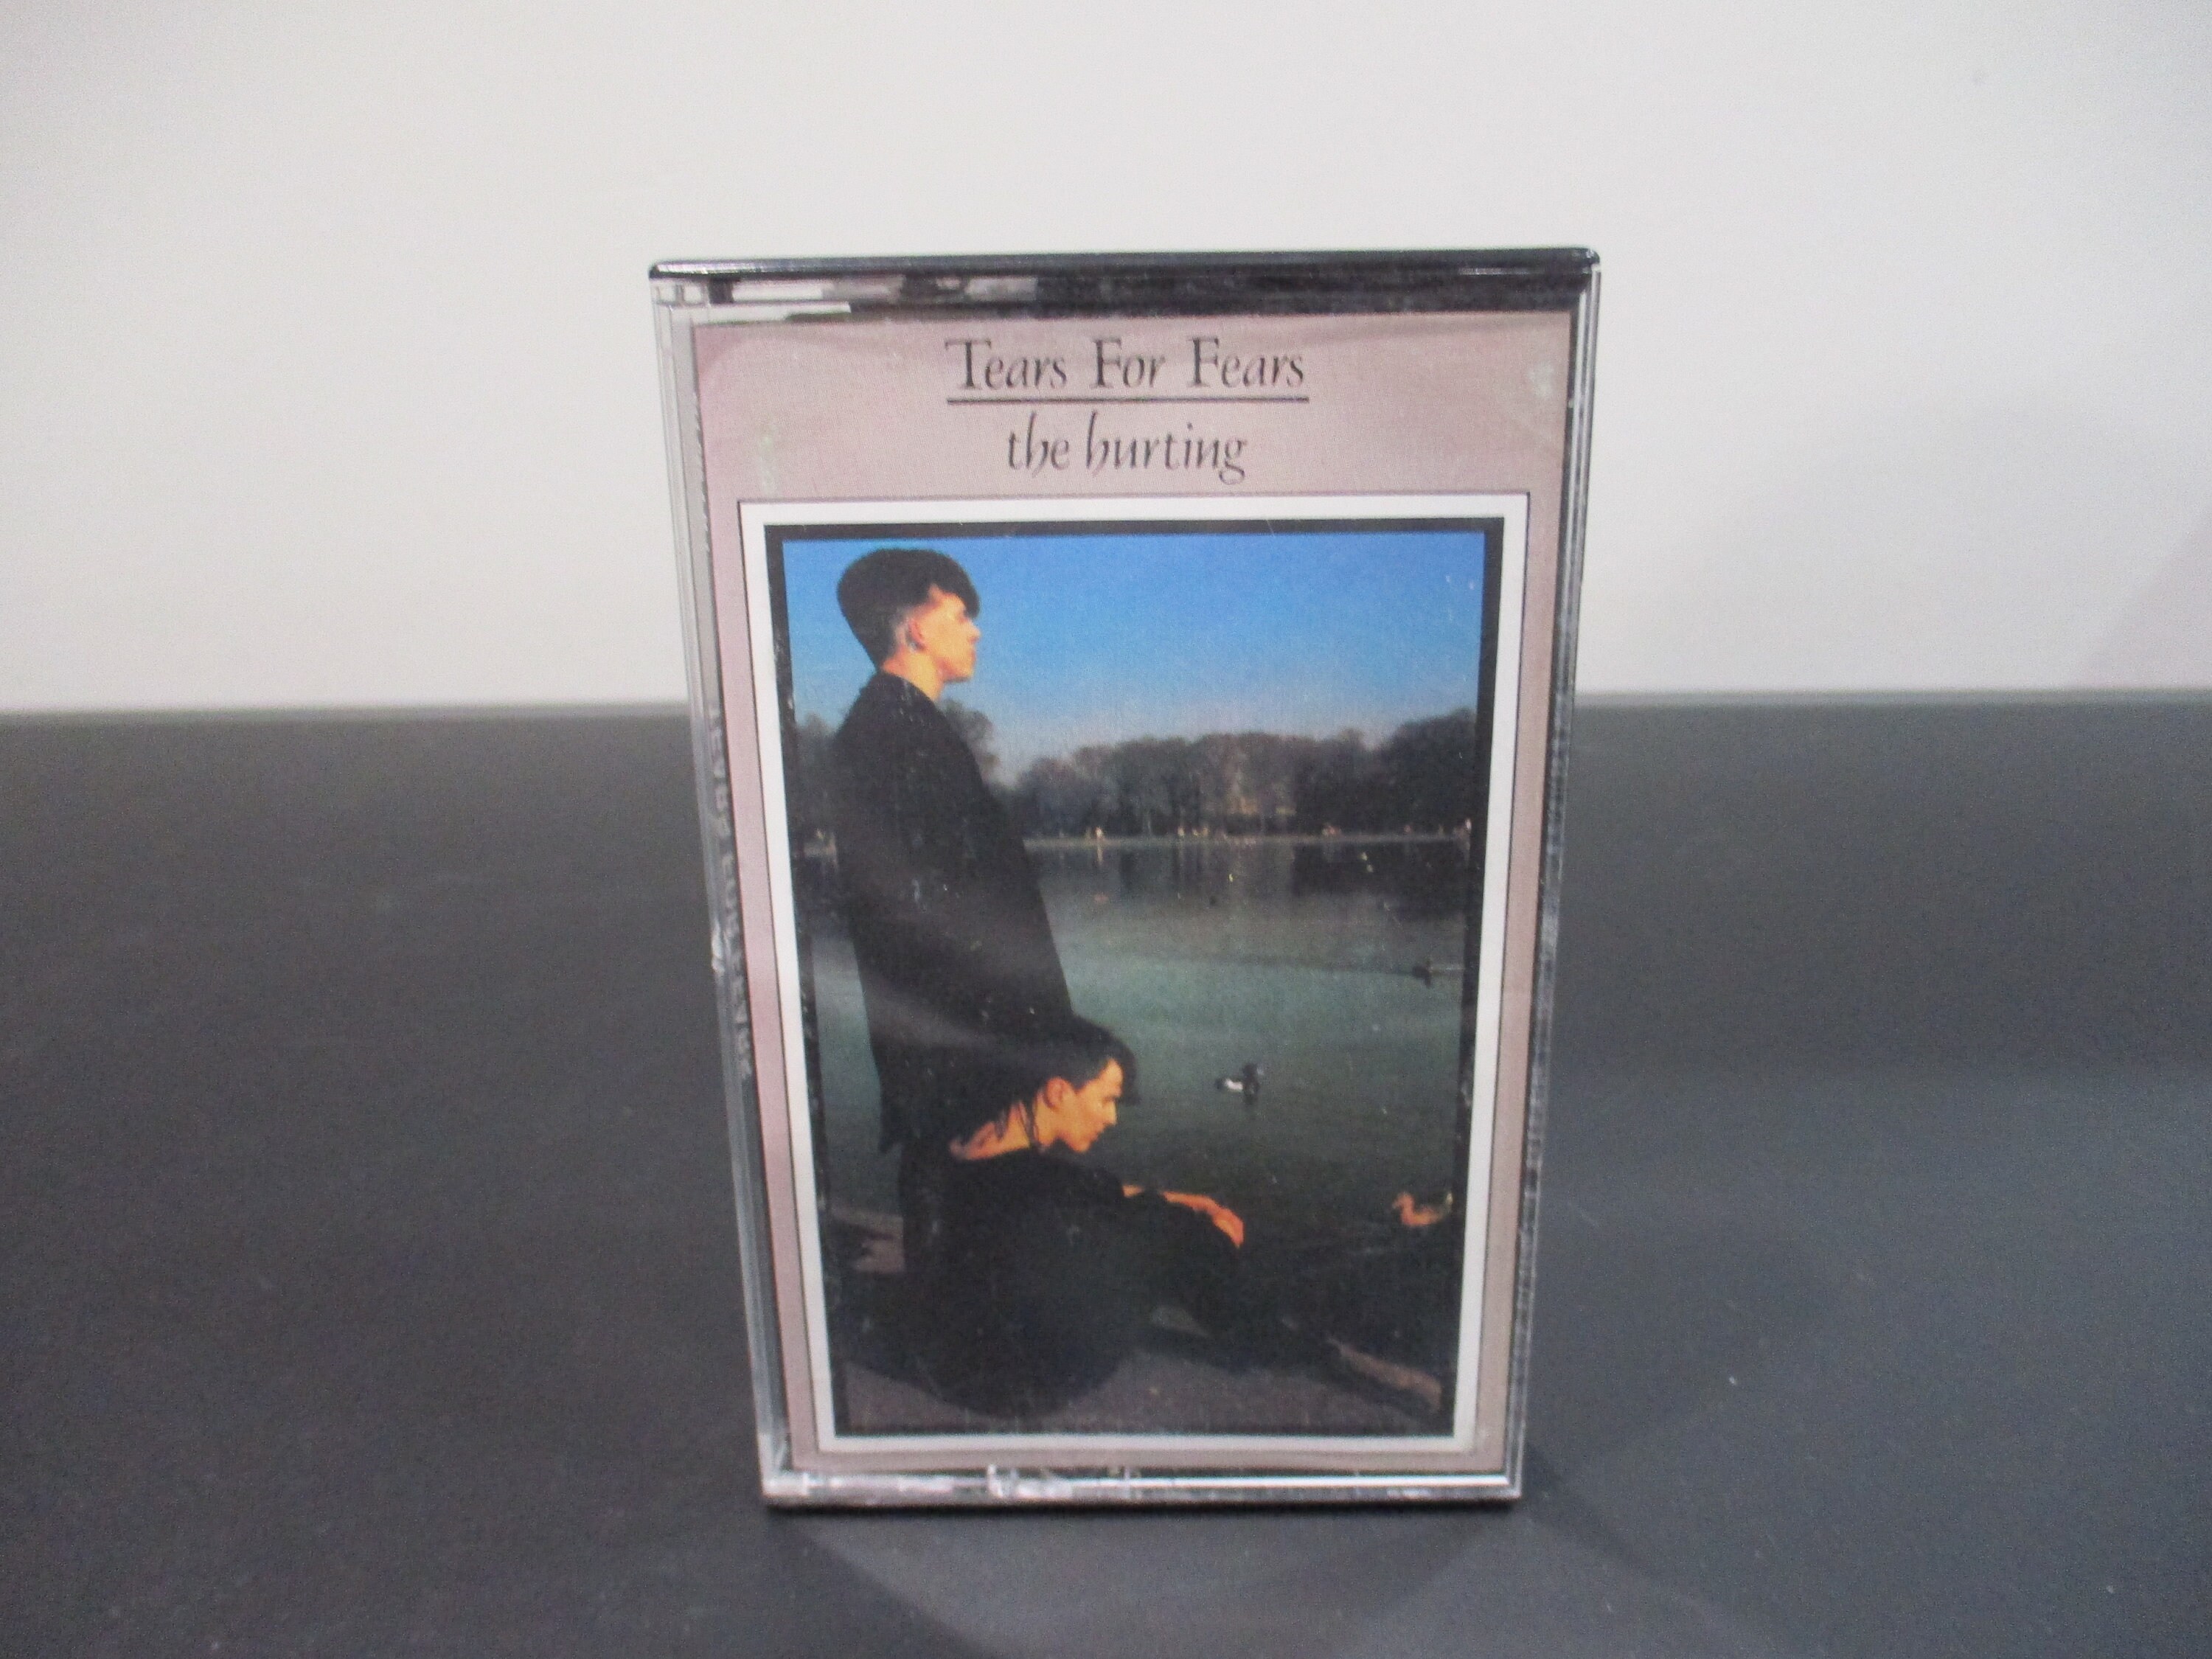 Tears For Fears
the hurting